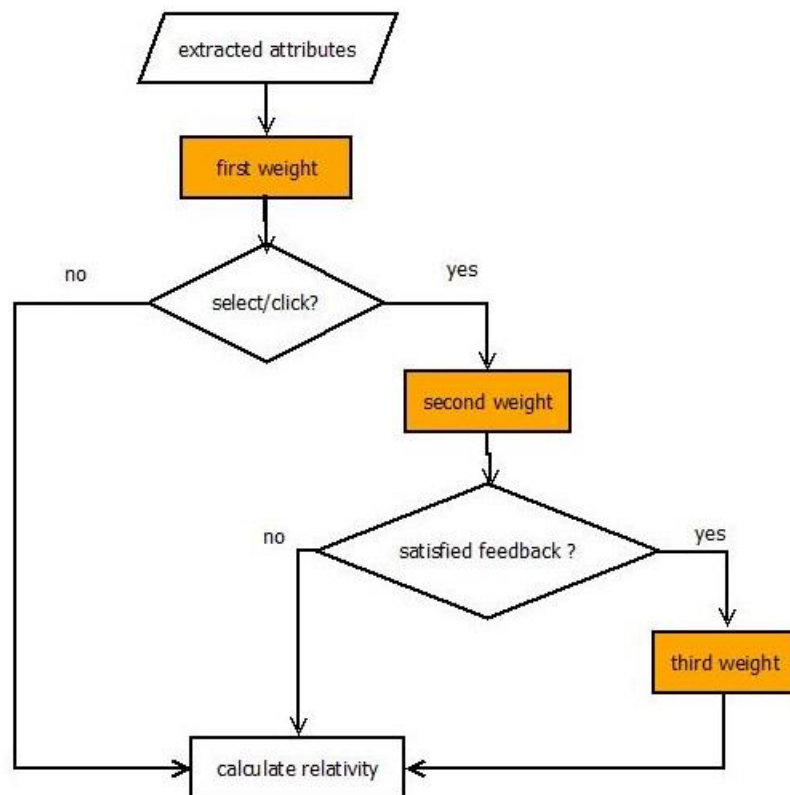 extracted attributes
first weight
no
yes
select/click?
second weight
no
yes
satisfied feedback ?
third weight
calculate relativity